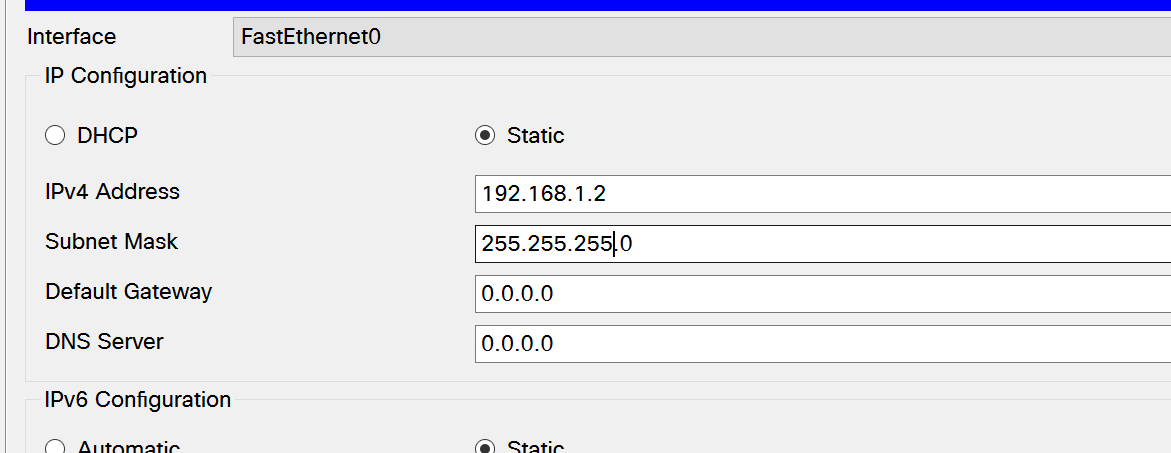 Interface FastEthernet0
IP Configuration
DHCP Static
IPv4 Address 192.168.1.2
Subnet Mask 255.255.255.0
Default Gateway 0.0.0.0
DNS Server 0.0.0.0
IPv6 Configuration
Automatic Static